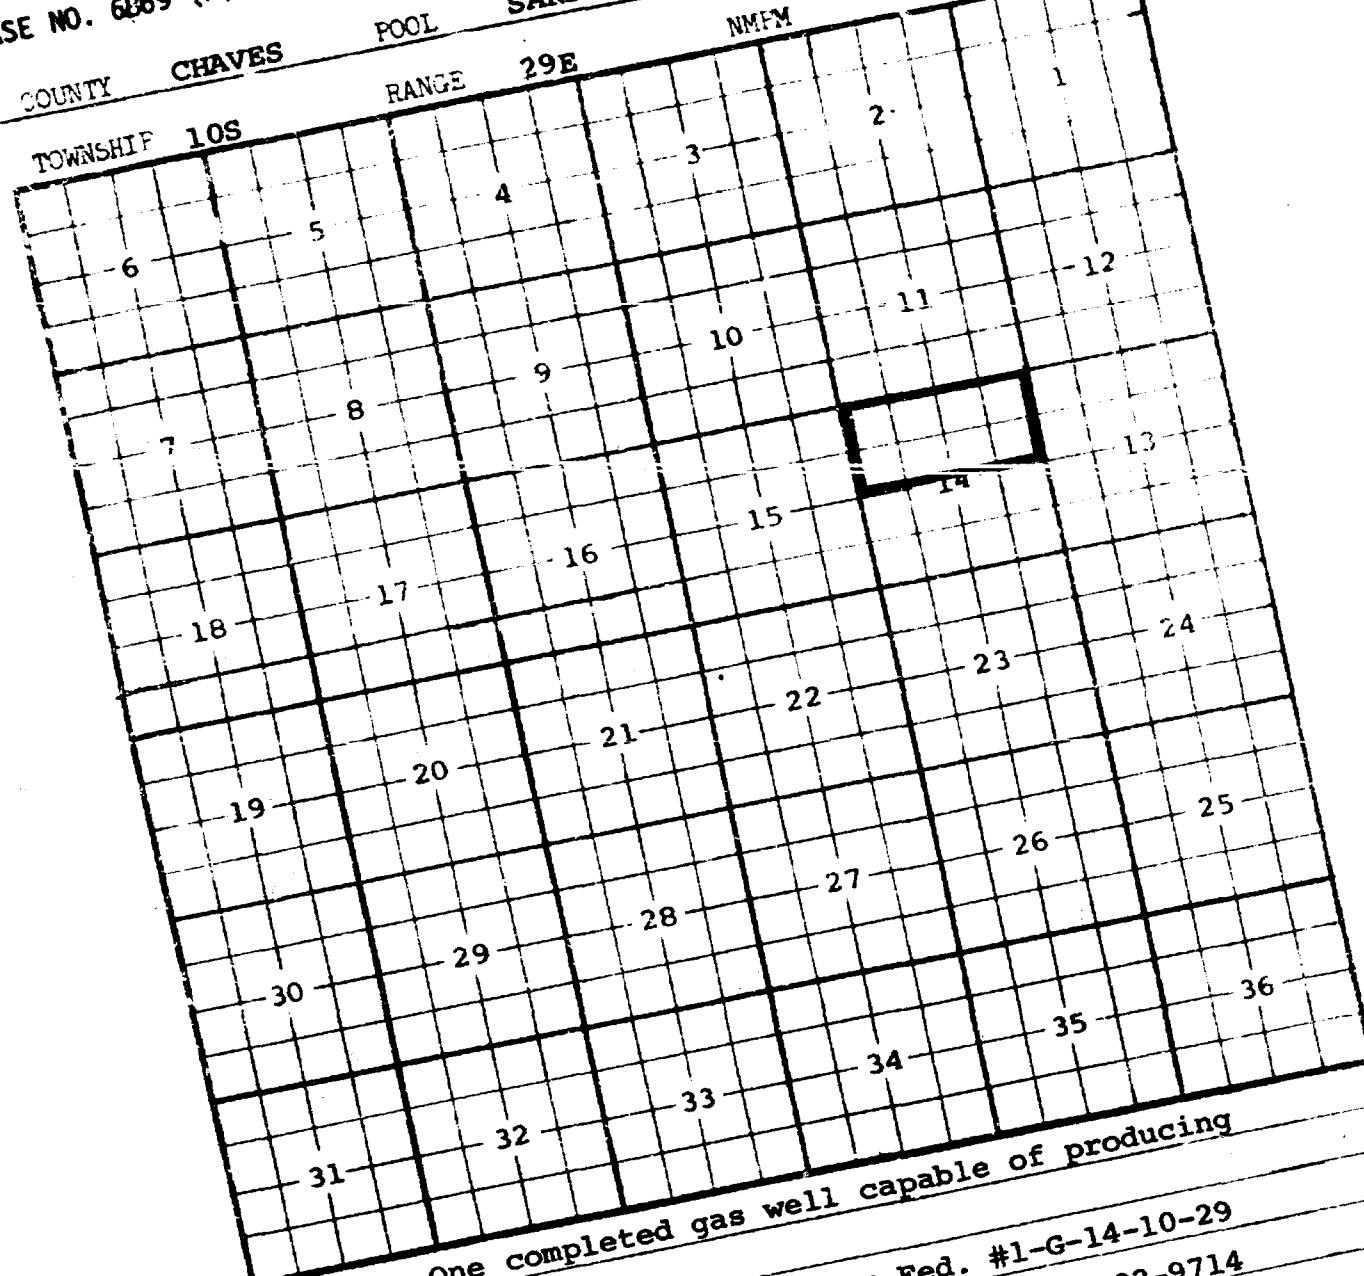 NO.
COUNTY CHAVES POOL
TOWNSHIP 10S RANGE 29E NMPM
6 5 4 3 2 1
7 8 9 10 11 12
18 17 16 15 14 13
19 20 21 22 23 24
30 29 28 27 26 25
31 32 33 34 35 36
One completed gas well capable of producing
Fed. #1-G-14-10-29
-9714